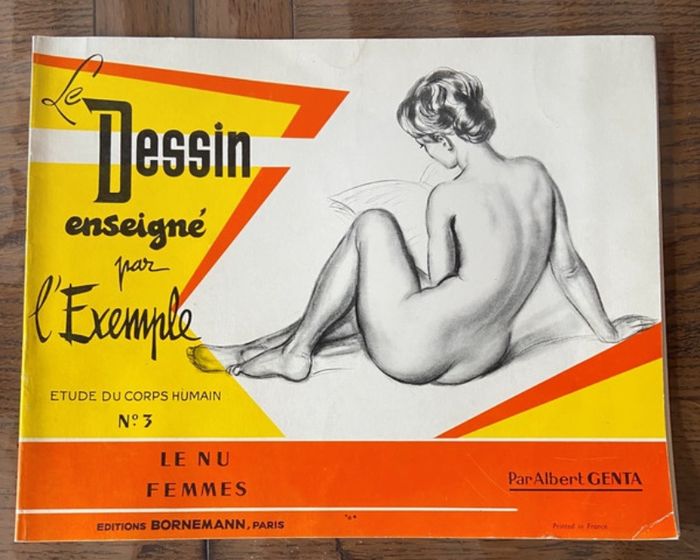 Le
Dessin
enseigné
par
l'Exemple
ETUDE DU CORPS HUMAIN
Nº 3
LE NU
FEMMES
Par Albert GENTA
EDITIONS BORNEMANN, PARIS
Printed in France